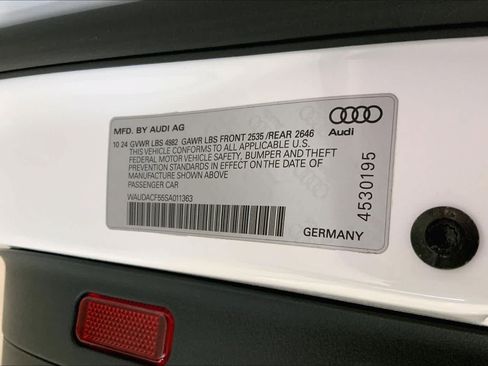 MFD. BY AUDI AG
10 24 GVWR LBS 4982 GAWR LBS FRONT 2535 /REAR 2646
THIS VEHICLE CONFORMS TO ALL APPLICABLE U.S.
FEDERAL MOTOR VEHICLE SAFETY, BUMPER AND THEFT
PREVENTION STANDARDS IN EFFECT ON THE DATE OF
MANUFACTURE SHOWN ABOVE
PASSENGER CAR
WAUDACF55SA011363
Audi
4530195
GERMANY